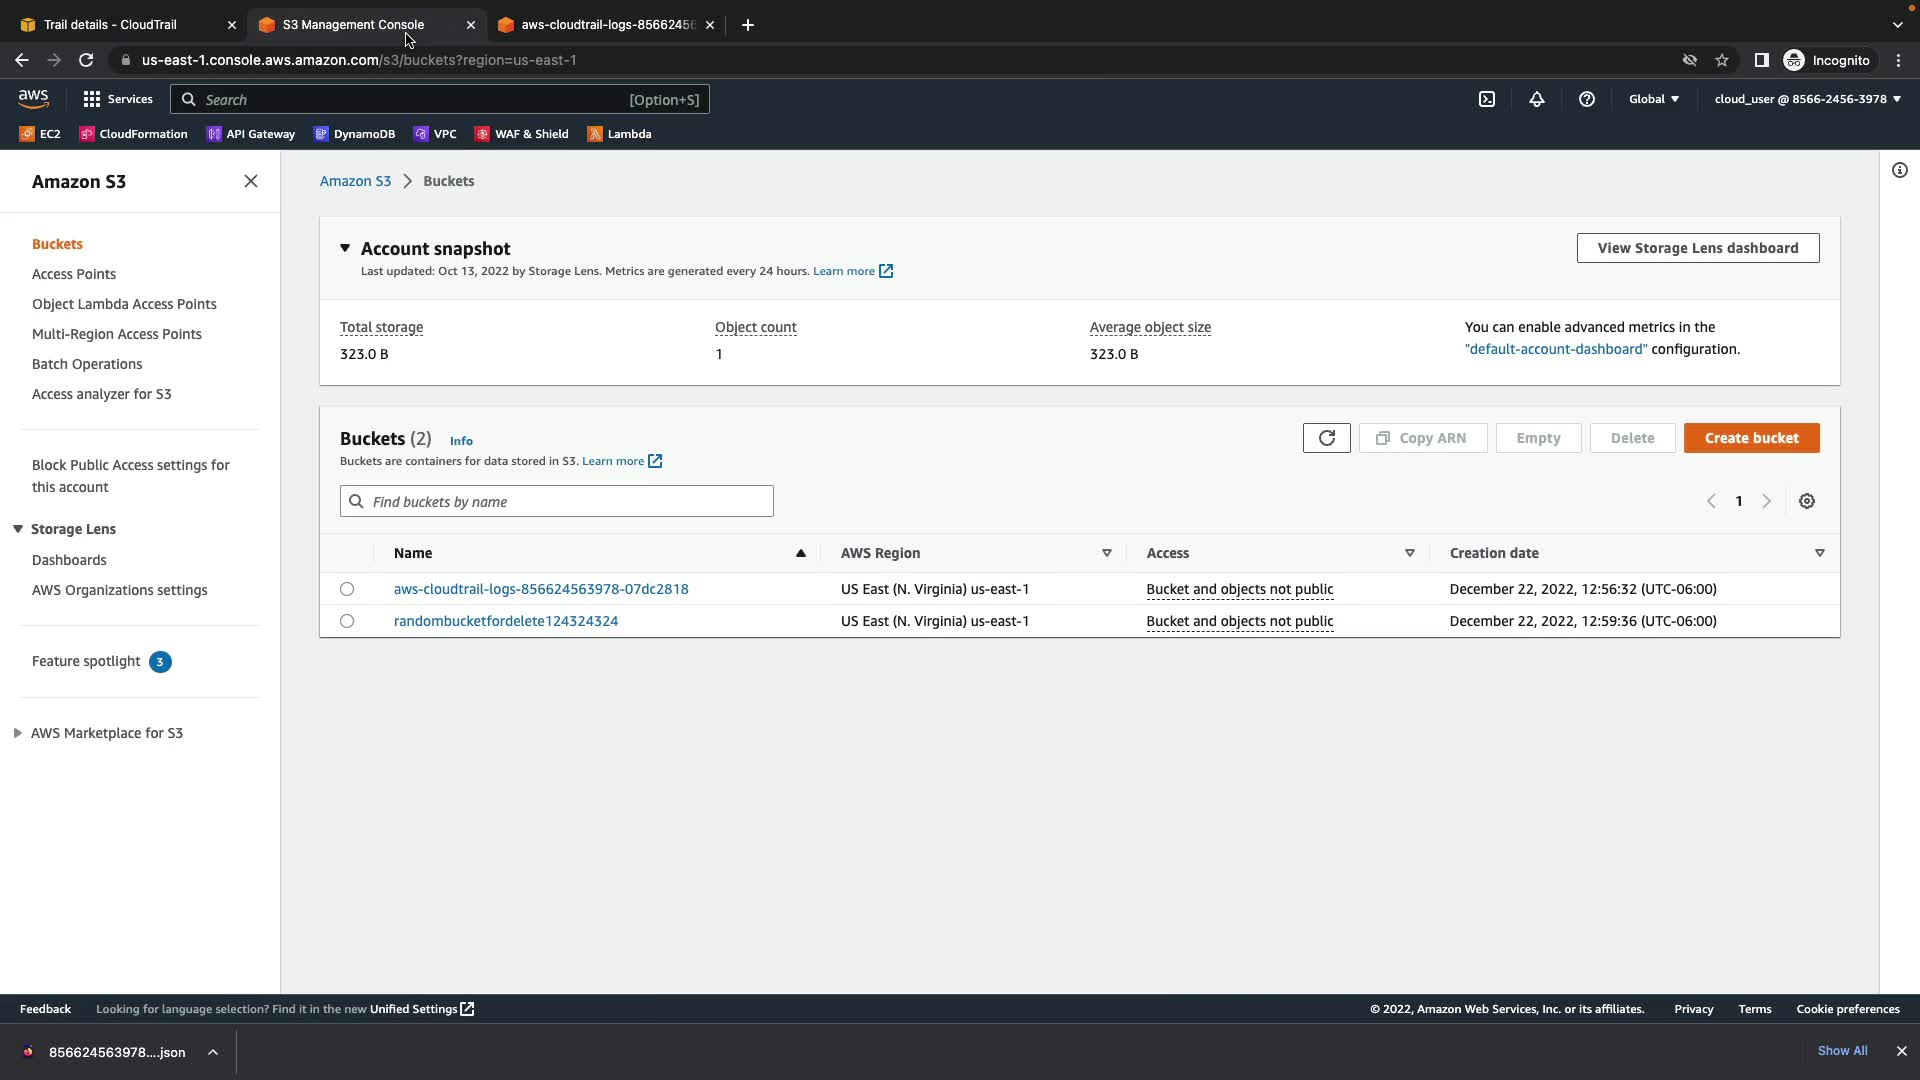 Trail details - CloudTrail
S3 Management Console
aws-cloudtrail-logs-8566245
us-east-1.console.aws.amazon.com/s3/buckets?region=us-east-1
Incognito
aws
Services
Search
[Option+S]
Global
cloud_user @ 8566-2456-3978
EC2
CloudFormation
API Gateway
DynamoDB
VPC
WAF & Shield
Lambda
Amazon S3
Buckets
Access Points
Object Lambda Access Points
Multi-Region Access Points
Batch Operations
Access analyzer for S3
Block Public Access settings for
this account
Storage Lens
Dashboards
AWS Organizations settings
Feature spotlight 3
AWS Marketplace for S3
Amazon S3 > Buckets
Account snapshot
Last updated: Oct 13, 2022 by Storage Lens. Metrics are generated every 24 hours. Learn more
View Storage Lens dashboard
Total storage
323.0 B
Object count
1
Average object size
323.0 B
You can enable advanced metrics in the
"default-account-dashboard" configuration.
Buckets (2) Info
Buckets are containers for data stored in S3. Learn more
Copy ARN
Empty
Delete
Create bucket
Find buckets by name
1
Name
AWS Region
Access
Creation date
aws-cloudtrail-logs-856624563978-07dc2818
US East (N. Virginia) us-east-1
Bucket and objects not public
December 22, 2022, 12:56:32 (UTC-06:00)
randombucketfordelete124324324
US East (N. Virginia) us-east-1
Bucket and objects not public
December 22, 2022, 12:59:36 (UTC-06:00)
Feedback
Looking for language selection? Find it in the new Unified Settings
© 2022, Amazon Web Services, Inc. or its affiliates.
Privacy
Terms
Cookie preferences
856624563978....json
Show All